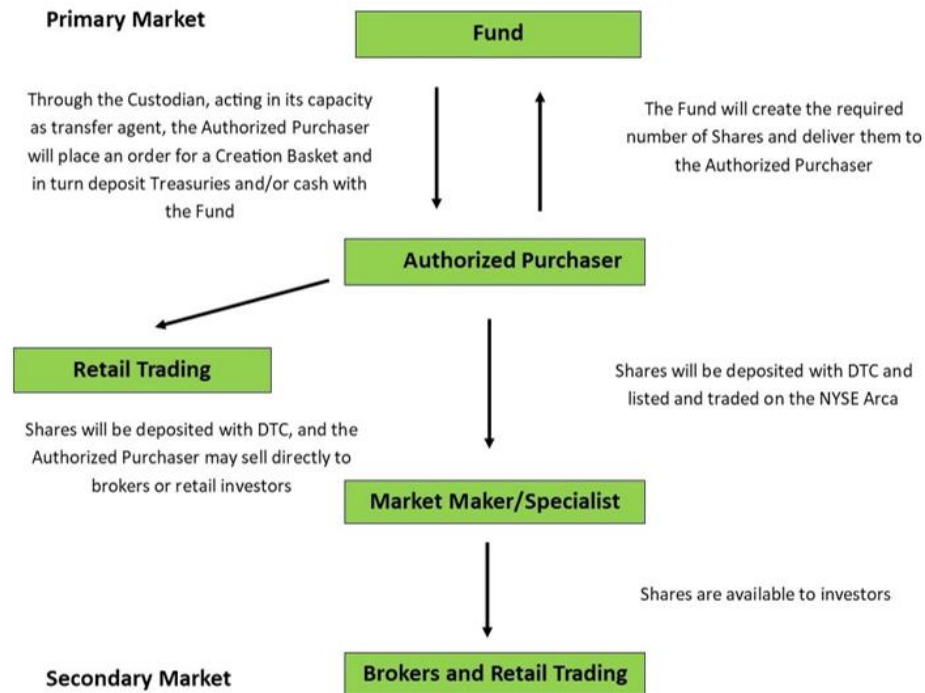 Primary Market
Fund
Through the Custodian, acting in its capacity
as transfer agent, the Authorized Purchaser
will place an order for a Creation Basket and
in turn deposit Treasuries and/or cash with
the Fund
The Fund will create the required
number of Shares and deliver them to
the Authorized Purchaser
Authorized Purchaser
Retail Trading
Shares will be deposited with DTC, and the
Authorized Purchaser may sell directly to
brokers or retail investors
Shares will be deposited with DTC and
listed and traded on the NYSE Arca
Market Maker/Specialist
Shares are available to investors
Secondary Market
Brokers and Retail Trading